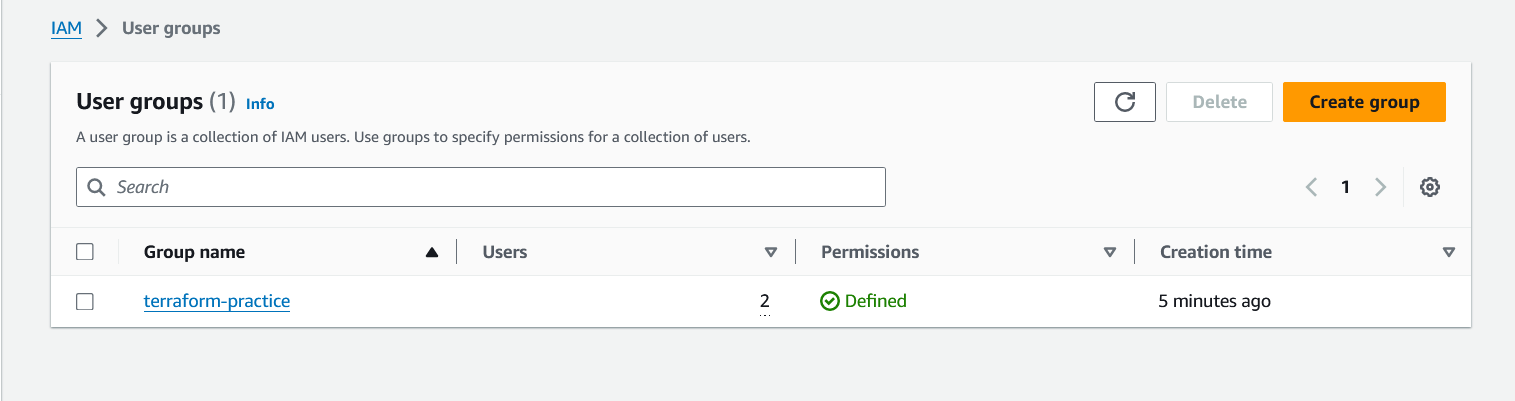 IAM > User groups
User groups (1) Info
Delete
Create group
A user group is a collection of IAM users. Use groups to specify permissions for a collection of users.
Search
1
Group name Users Permissions Creation time
terraform-practice 2 Defined 5 minutes ago